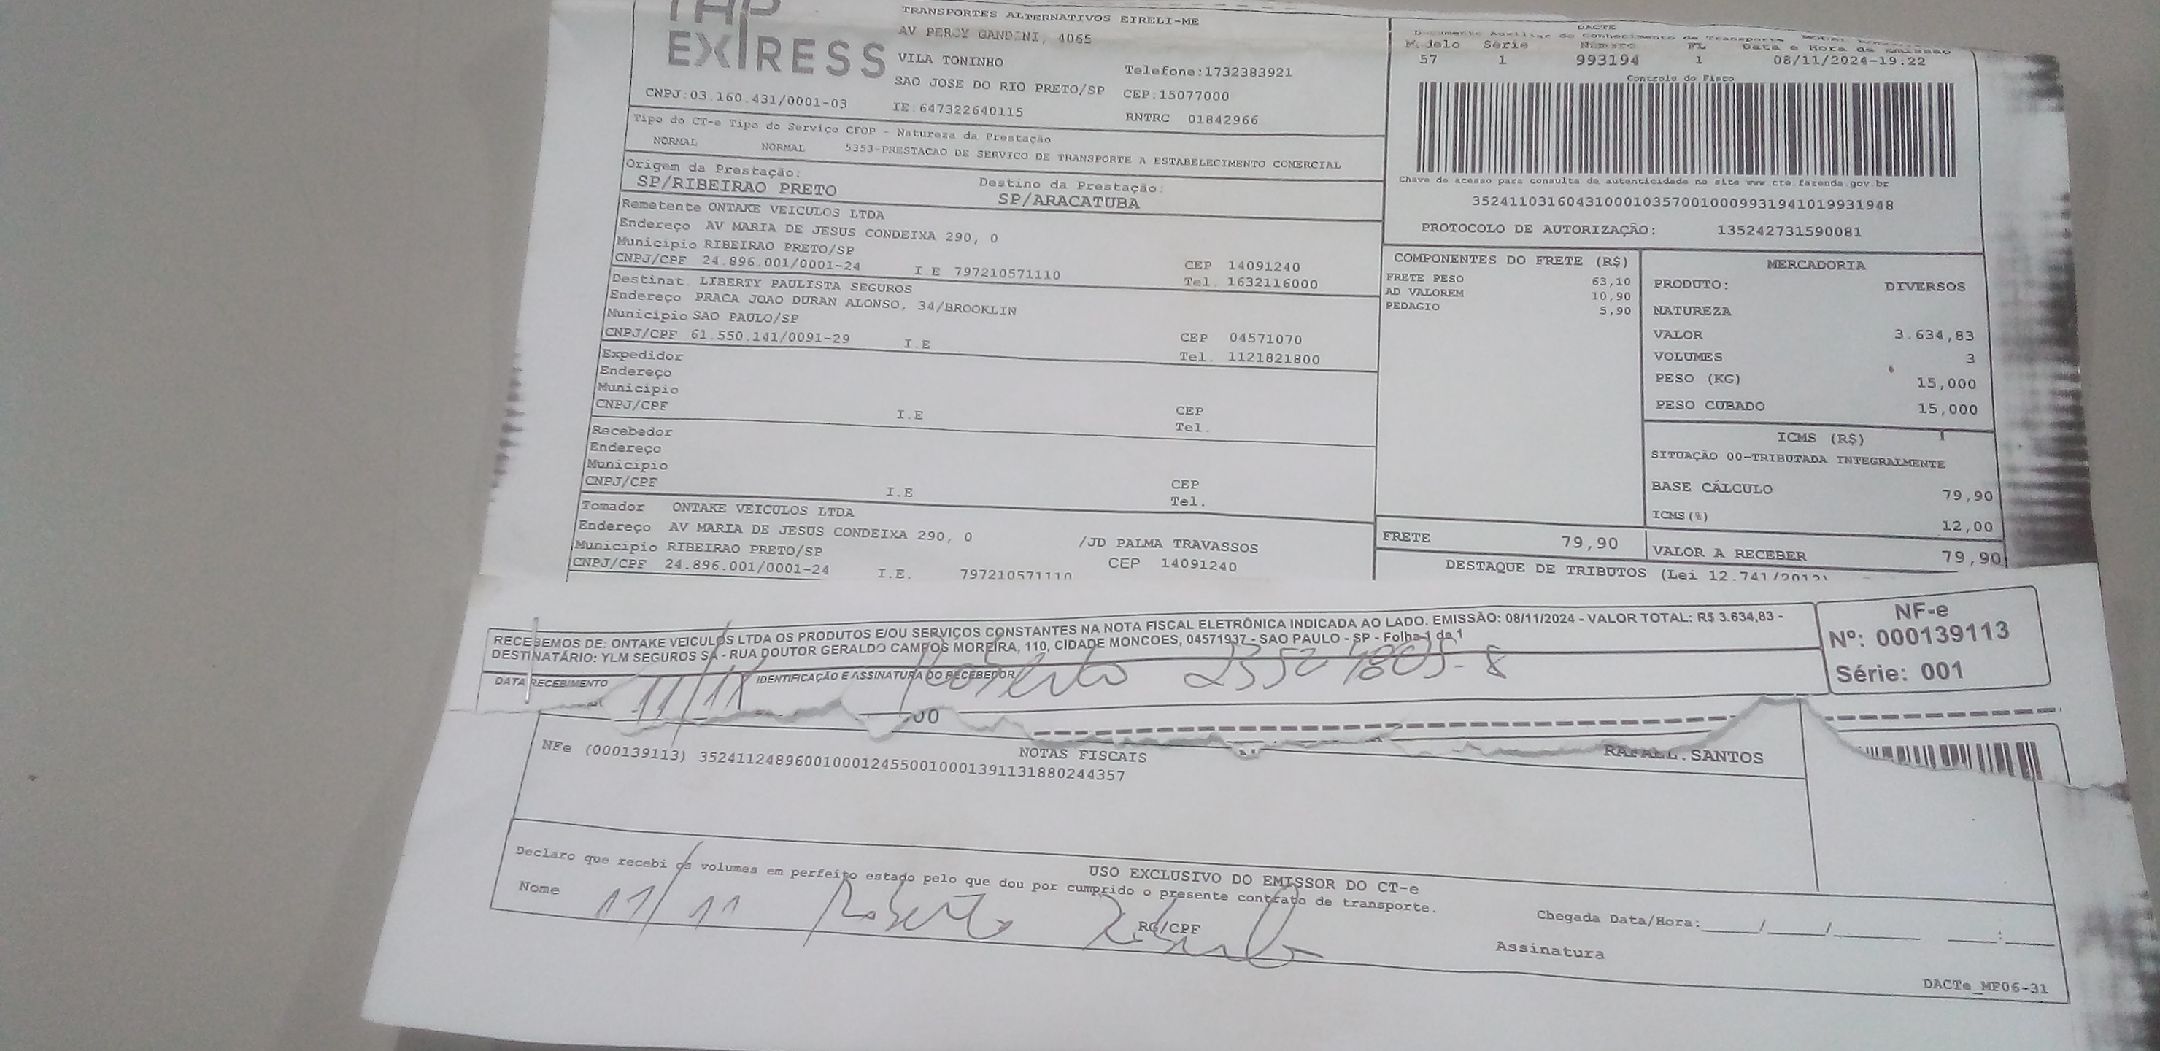 EXPRESS
TRANSPORTES ALTERNATIVOS EIRELI-ME
AV PERCY GANDINI, 4065
VILA TONINHO
Telefone:1732383921
SAO JOSE DO RIO PRETO/SP CEP:15077000
CNPJ:03.160.431/0001-03 IE 647322640115 RNTRC 01842966
DACTE
Documento Auxiliar do Conhecimento de Transporte
Modelo Série Número FL Data e Hora de Emissão
57 1 993194 1 08/11/2024-19.22
Controle do Fisco
Chave de acesso para consulta de autenticidade no site www.cte.fazenda.gov.br
35241103160431000103570010009931941019931948
PROTOCOLO DE AUTORIZAÇÃO: 135242731590081
Tipo do CT-e Tipo do Serviço CFOP - Natureza da Prestação
NORMAL NORMAL 5353-PRESTACAO DE SERVICO DE TRANSPORTE A ESTABELECIMENTO COMERCIAL
Origem da Prestação: Destino da Prestação:
SP/RIBEIRAO PRETO SP/ARACATUBA
Remetente ONTAKE VEICULOS LTDA
Endereço AV MARIA DE JESUS CONDEIXA 290, 0
Municipio RIBEIRAO PRETO/SP CEP 14091240
CNPJ/CPF 24.896.001/0001-24 I E 797210571110 Tel. 1632116000
Destinat. LIBERTY PAULISTA SEGUROS
Endereço PRACA JOAO DURAN ALONSO, 34/BROOKLIN
Municipio SAO PAULO/SP CEP 04571070
CNPJ/CPF 61.550.141/0091-29 I.E Tel. 1121821800
Expedidor
Endereço
Municipio CEP
CNPJ/CPF I.E Tel.
Recebedor
Endereço
Municipio CEP
CNPJ/CPF I.E Tel.
Tomador ONTAKE VEICULOS LTDA
Endereço AV MARIA DE JESUS CONDEIXA 290, 0 /JD PALMA TRAVASSOS
Municipio RIBEIRAO PRETO/SP CEP 14091240
CNPJ/CPF 24.896.001/0001-24 I.E. 797210571110
COMPONENTES DO FRETE (R$)
FRETE PESO 63,10
AD VALOREM 10,90
PEDAGIO 5,90
MERCADORIA
PRODUTO: DIVERSOS
NATUREZA
VALOR 3.634,83
VOLUMES 3
PESO (KG) 15,000
PESO CUBADO 15,000
ICMS (R$)
SITUAÇÃO 00-TRIBUTADA INTEGRALMENTE
BASE CÁLCULO 79,90
ICMS(%) 12,00
FRETE 79,90 VALOR A RECEBER 79,90
DESTAQUE DE TRIBUTOS (Lei 12.741/2012)
RECEBEMOS DE: ONTAKE VEICULOS LTDA OS PRODUTOS E/OU SERVIÇOS CONSTANTES NA NOTA FISCAL ELETRÔNICA INDICADA AO LADO. EMISSÃO: 08/11/2024 - VALOR TOTAL: R$ 3.634,83 -
DESTINATÁRIO: YLM SEGUROS SA - RUA DOUTOR GERALDO CAMPOS MOREIRA, 110, CIDADE MONCOES, 04571937 - SAO PAULO - SP - Folha 1 de 1
DATA RECEBIMENTO IDENTIFICAÇÃO E ASSINATURA DO RECEBEDOR
11/11 Roberto
NF-e
Nº: 000139113
Série: 001
RAFAEL.SANTOS
NOTAS FISCAIS
NFe (000139113) 35241124896001000124550010001391131880244357
USO EXCLUSIVO DO EMISSOR DO CT-e
Declaro que recebi os volumes em perfeito estado pelo que dou por cumprido o presente contrato de transporte.
Nome 11/11 Roberto RG/CPF
Chegada Data/Hora:____/____/______ ____:____
Assinatura
DACTe_MF06-31